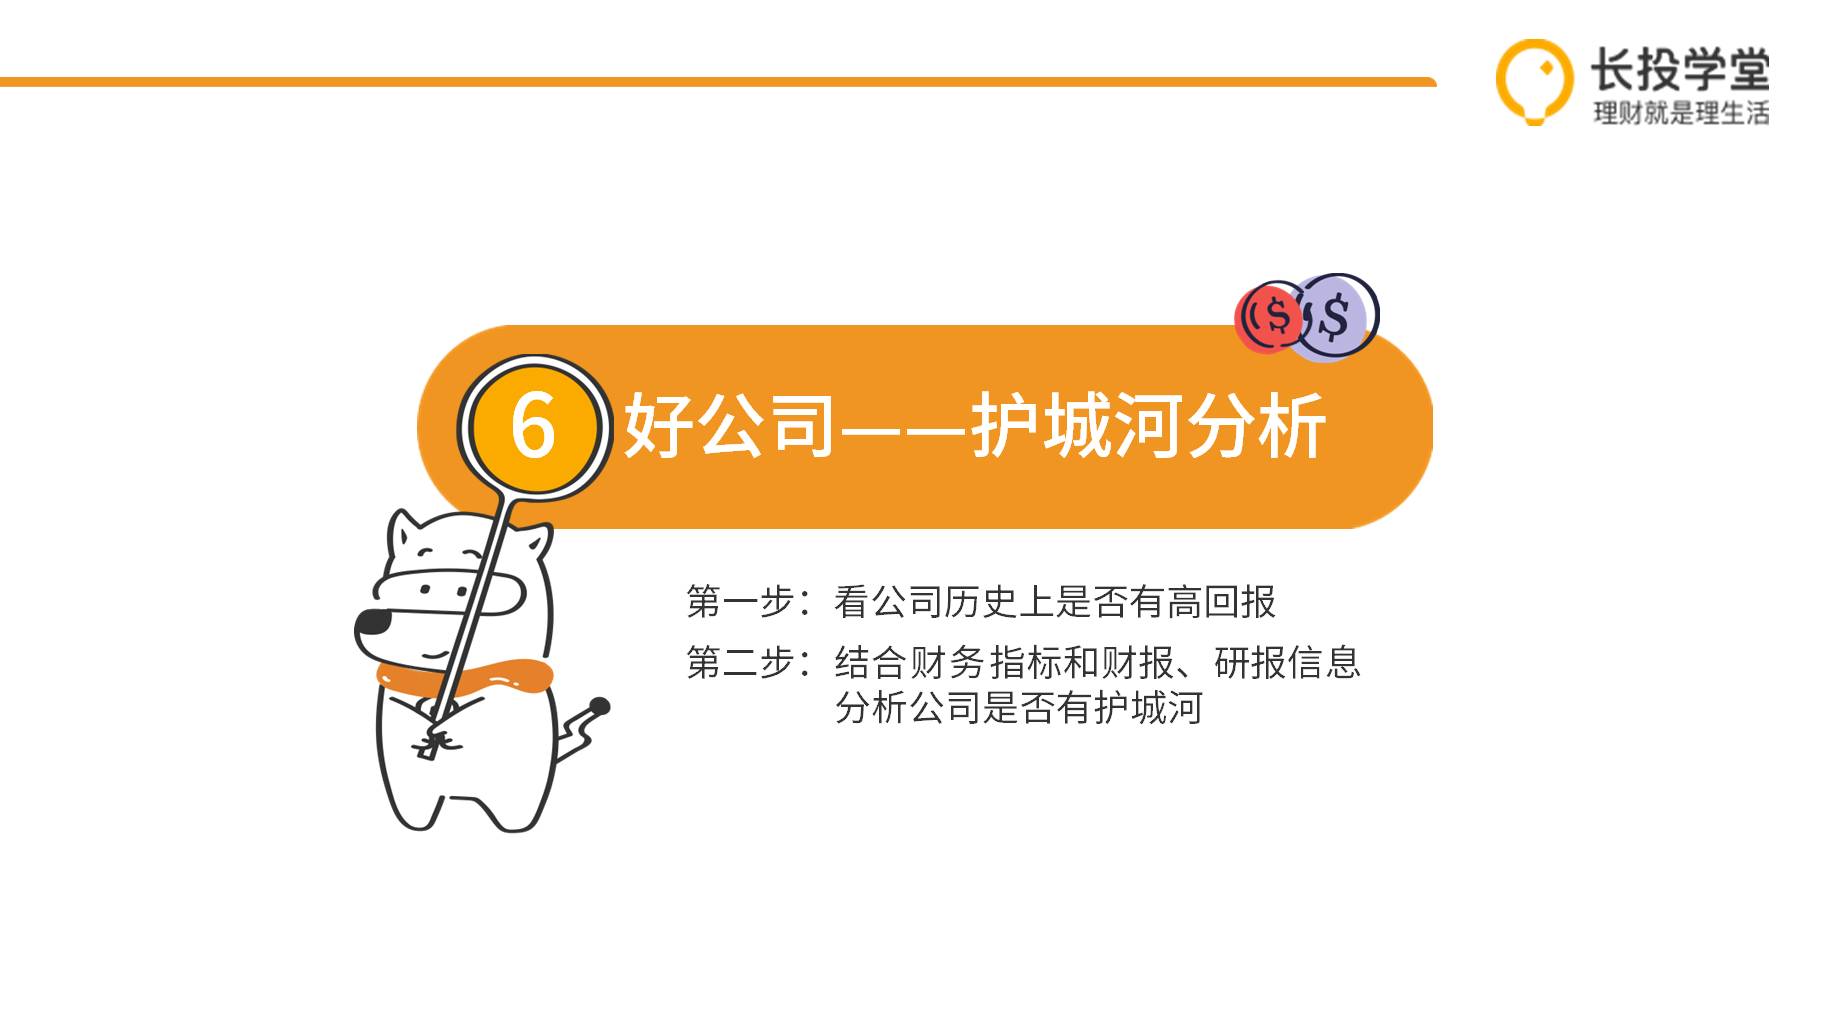 长投学堂
理财就是理生活
$ $
6 好公司——护城河分析
第一步：看公司历史上是否有高回报
第二步：结合财务指标和财报、研报信息
分析公司是否有护城河